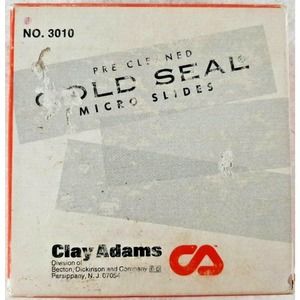 NO. 3010
PRE CLEANED
GOLD SEAL
MICRO SLIDES
Clay Adams
Division of
Becton, Dickinson and Company
Parsippany, N. J. 07054
CA